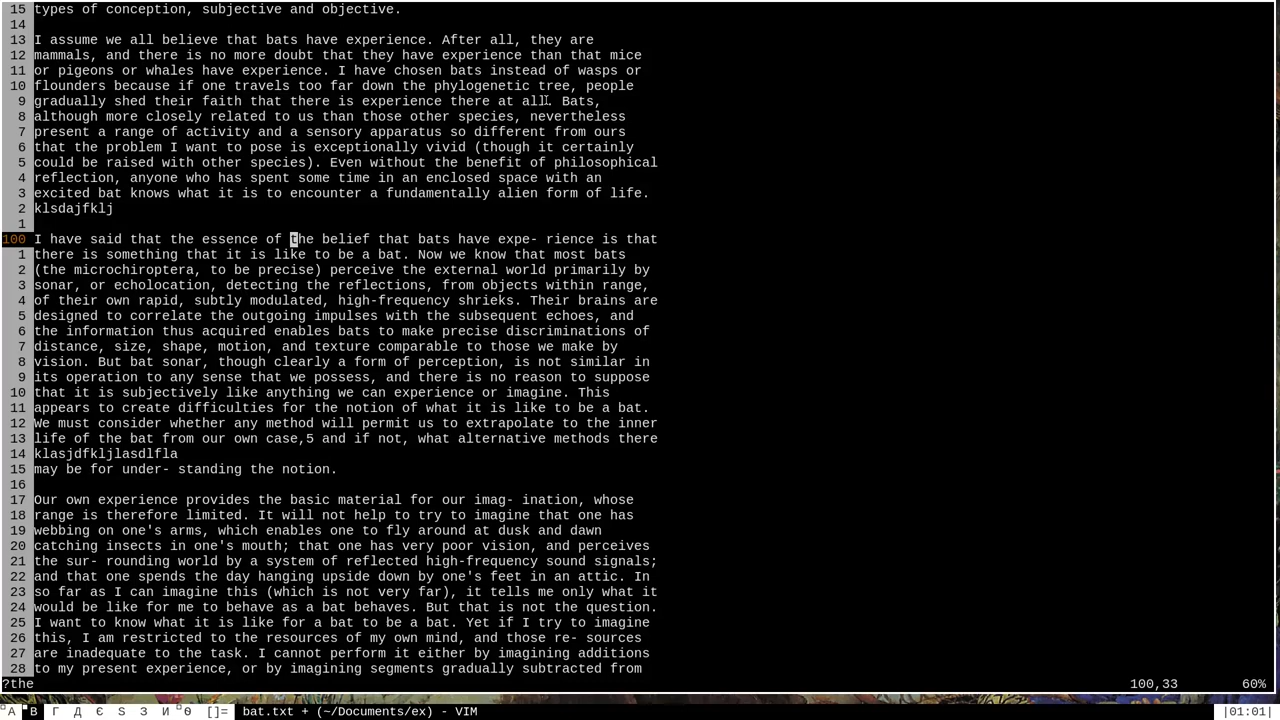 15 types of conception, subjective and objective.
14
13 I assume we all believe that bats have experience. After all, they are
12 mammals, and there is no more doubt that they have experience than that mice
11 or pigeons or whales have experience. I have chosen bats instead of wasps or
10 flounders because if one travels too far down the phylogenetic tree, people
9 gradually shed their faith that there is experience there at all. Bats,
8 although more closely related to us than those other species, nevertheless
7 present a range of activity and a sensory apparatus so different from ours
6 that the problem I want to pose is exceptionally vivid (though it certainly
5 could be raised with other species). Even without the benefit of philosophical
4 reflection, anyone who has spent some time in an enclosed space with an
3 excited bat knows what it is to encounter a fundamentally alien form of life.
2 klsdajfklj
1
100 I have said that the essence of the belief that bats have expe- rience is that
1 there is something that it is like to be a bat. Now we know that most bats
2 (the microchiroptera, to be precise) perceive the external world primarily by
3 sonar, or echolocation, detecting the reflections, from objects within range,
4 of their own rapid, subtly modulated, high-frequency shrieks. Their brains are
5 designed to correlate the outgoing impulses with the subsequent echoes, and
6 the information thus acquired enables bats to make precise discriminations of
7 distance, size, shape, motion, and texture comparable to those we make by
8 vision. But bat sonar, though clearly a form of perception, is not similar in
9 its operation to any sense that we possess, and there is no reason to suppose
10 that it is subjectively like anything we can experience or imagine. This
11 appears to create difficulties for the notion of what it is like to be a bat.
12 We must consider whether any method will permit us to extrapolate to the inner
13 life of the bat from our own case,5 and if not, what alternative methods there
14 klasjdfkljlasdlfla
15 may be for under- standing the notion.
16
17 Our own experience provides the basic material for our imag- ination, whose
18 range is therefore limited. It will not help to try to imagine that one has
19 webbing on one's arms, which enables one to fly around at dusk and dawn
20 catching insects in one's mouth; that one has very poor vision, and perceives
21 the sur- rounding world by a system of reflected high-frequency sound signals;
22 and that one spends the day hanging upside down by one's feet in an attic. In
23 so far as I can imagine this (which is not very far), it tells me only what it
24 would be like for me to behave as a bat behaves. But that is not the question.
25 I want to know what it is like for a bat to be a bat. Yet if I try to imagine
26 this, I am restricted to the resources of my own mind, and those re- sources
27 are inadequate to the task. I cannot perform it either by imagining additions
28 to my present experience, or by imagining segments gradually subtracted from
?the 100,33 60%
А В Г Д Є Ѕ З И Ѳ []= bat.txt + (~/Documents/ex) - VIM |01:01|